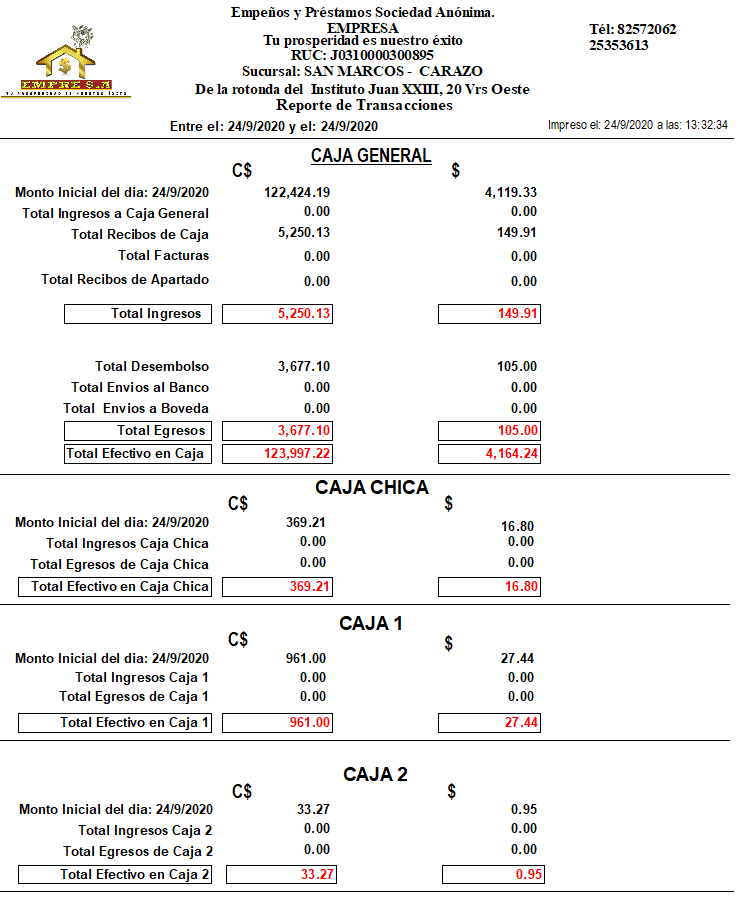 Empeños y Préstamos Sociedad Anónima.
EMPRESA
Tu prosperidad es nuestro éxito
RUC: J0310000300895
Sucursal: SAN MARCOS - CARAZO
De la rotonda del Instituto Juan XXIII, 20 Vrs Oeste
Reporte de Transacciones
Tél: 82572062
25353613
EMPRE S.A
TU PROSPERIDAD ES NUESTRO ÉXITO
Entre el: 24/9/2020 y el: 24/9/2020
Impreso el: 24/9/2020 a las: 13:32:34
CAJA GENERAL
C$ $
Monto Inicial del dia: 24/9/2020 122,424.19 4,119.33
Total Ingresos a Caja General 0.00 0.00
Total Recibos de Caja 5,250.13 149.91
Total Facturas 0.00 0.00
Total Recibos de Apartado 0.00 0.00
Total Ingresos 5,250.13 149.91
Total Desembolso 3,677.10 105.00
Total Envios al Banco 0.00 0.00
Total Envios a Boveda 0.00 0.00
Total Egresos 3,677.10 105.00
Total Efectivo en Caja 123,997.22 4,164.24
CAJA CHICA
C$ $
Monto Inicial del dia: 24/9/2020 369.21 16.80
Total Ingresos Caja Chica 0.00 0.00
Total Egresos de Caja Chica 0.00 0.00
Total Efectivo en Caja Chica 369.21 16.80
CAJA 1
C$ $
Monto Inicial del dia: 24/9/2020 961.00 27.44
Total Ingresos Caja 1 0.00 0.00
Total Egresos de Caja 1 0.00 0.00
Total Efectivo en Caja 1 961.00 27.44
CAJA 2
C$ $
Monto Inicial del dia: 24/9/2020 33.27 0.95
Total Ingresos Caja 2 0.00 0.00
Total Egresos de Caja 2 0.00 0.00
Total Efectivo en Caja 2 33.27 0.95